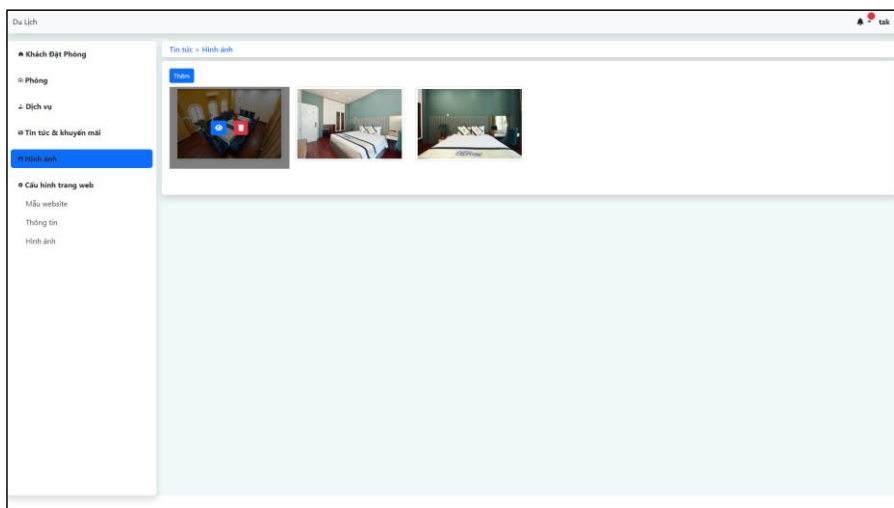 Du Lịch
tak
Khách Đặt Phòng
Phòng
Dịch vụ
Tin tức & khuyến mãi
Hình ảnh
Cấu hình trang web
Mẫu website
Thông tin
Hình ảnh
Tin tức > Hình ảnh
Thêm